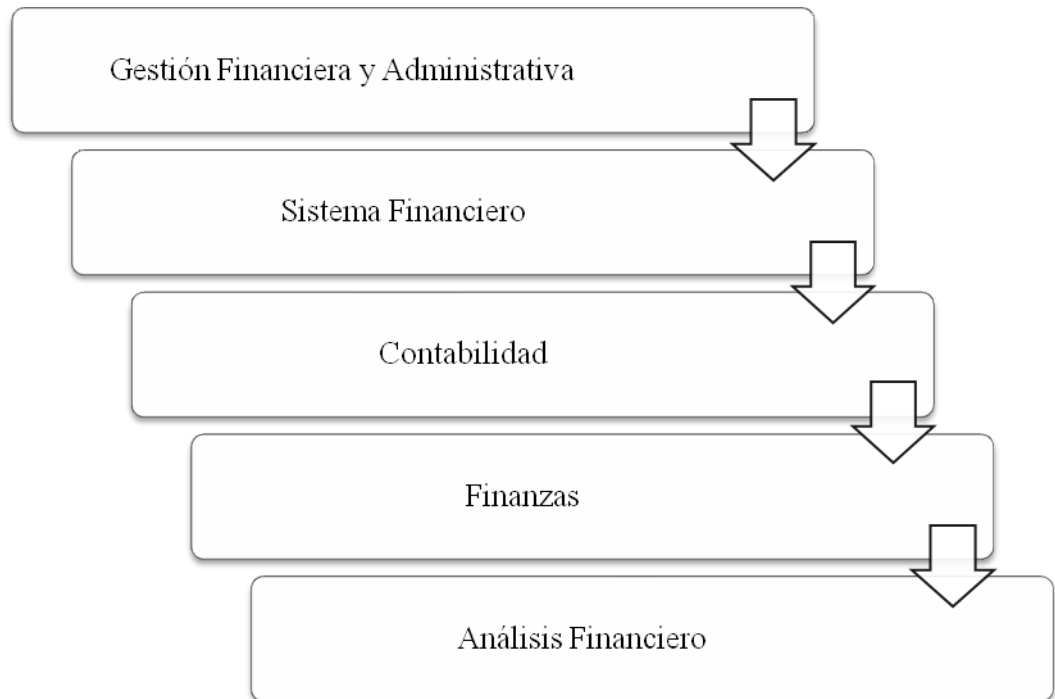 Gestión Financiera y Administrativa
Sistema Financiero
Contabilidad
Finanzas
Análisis Financiero